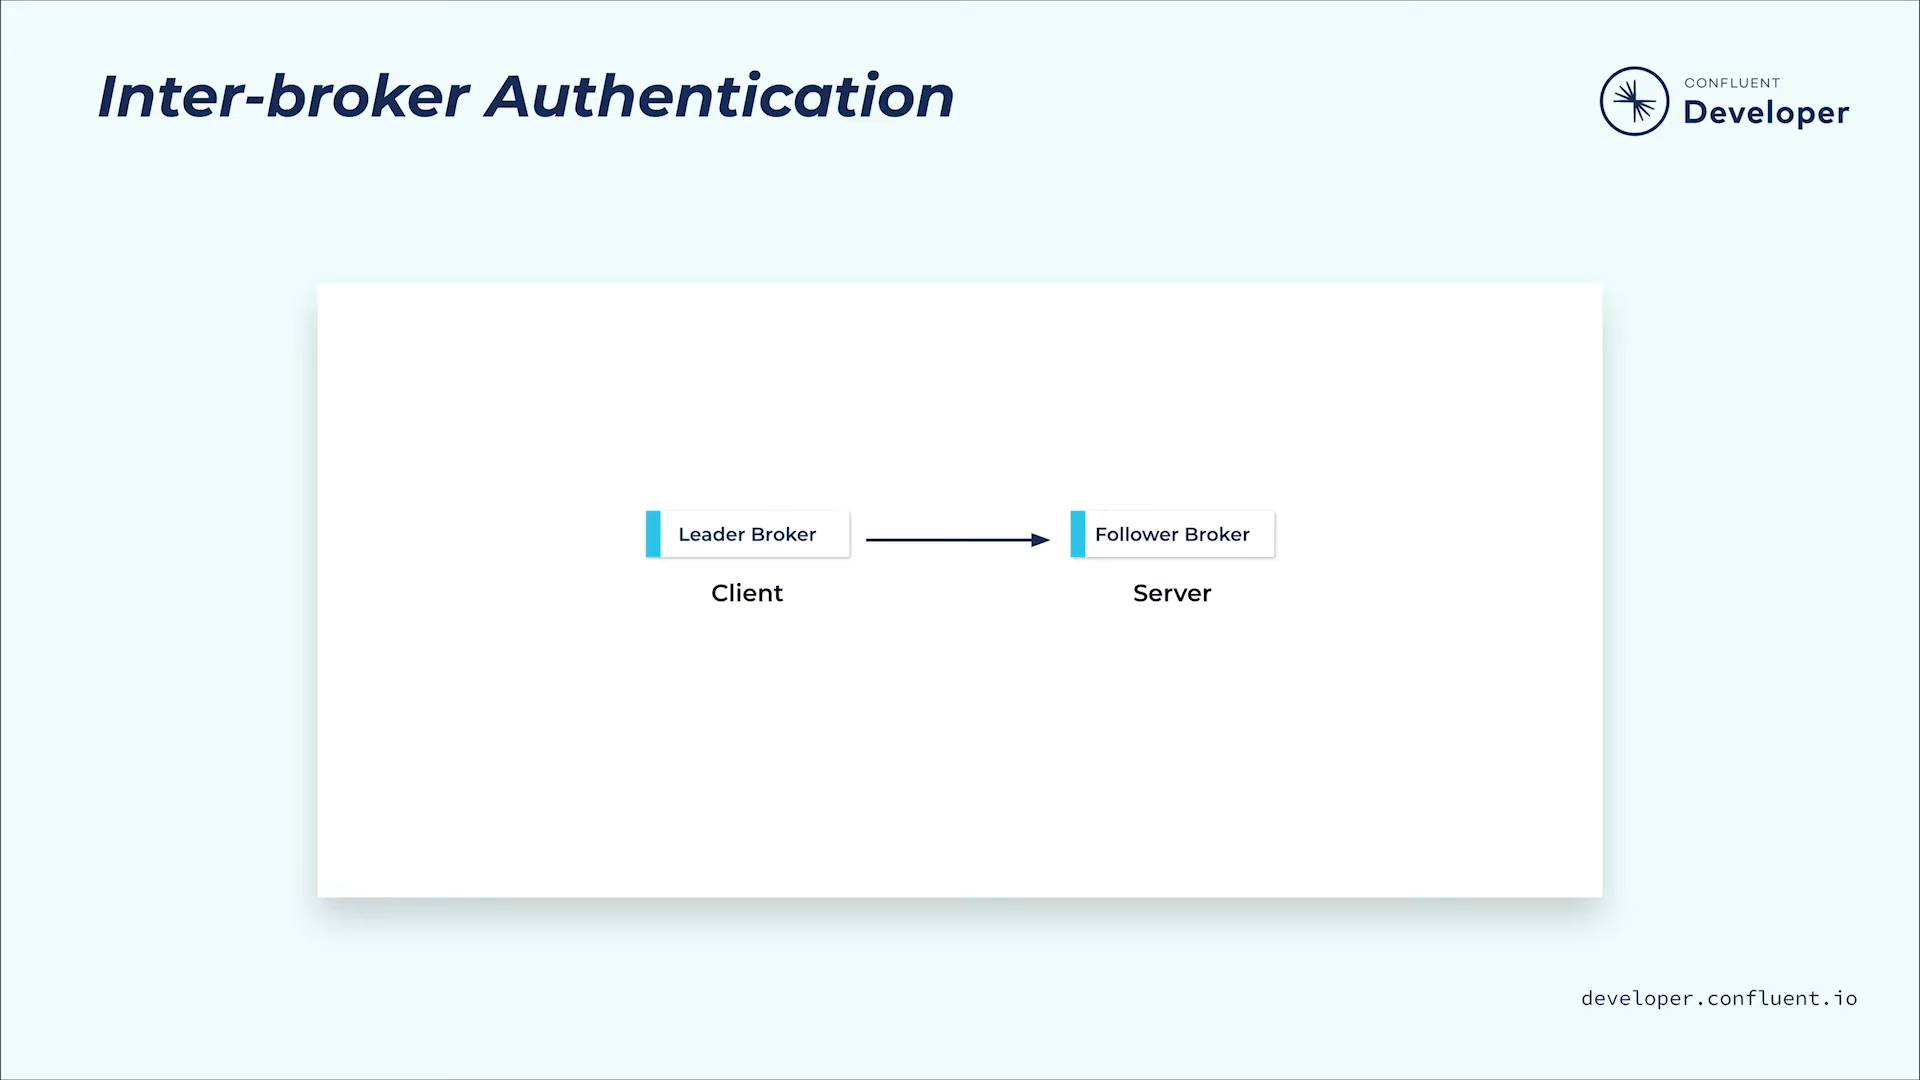 Inter-broker Authentication
CONFLUENT
Developer
Leader Broker
Follower Broker
Client
Server
developer.confluent.io